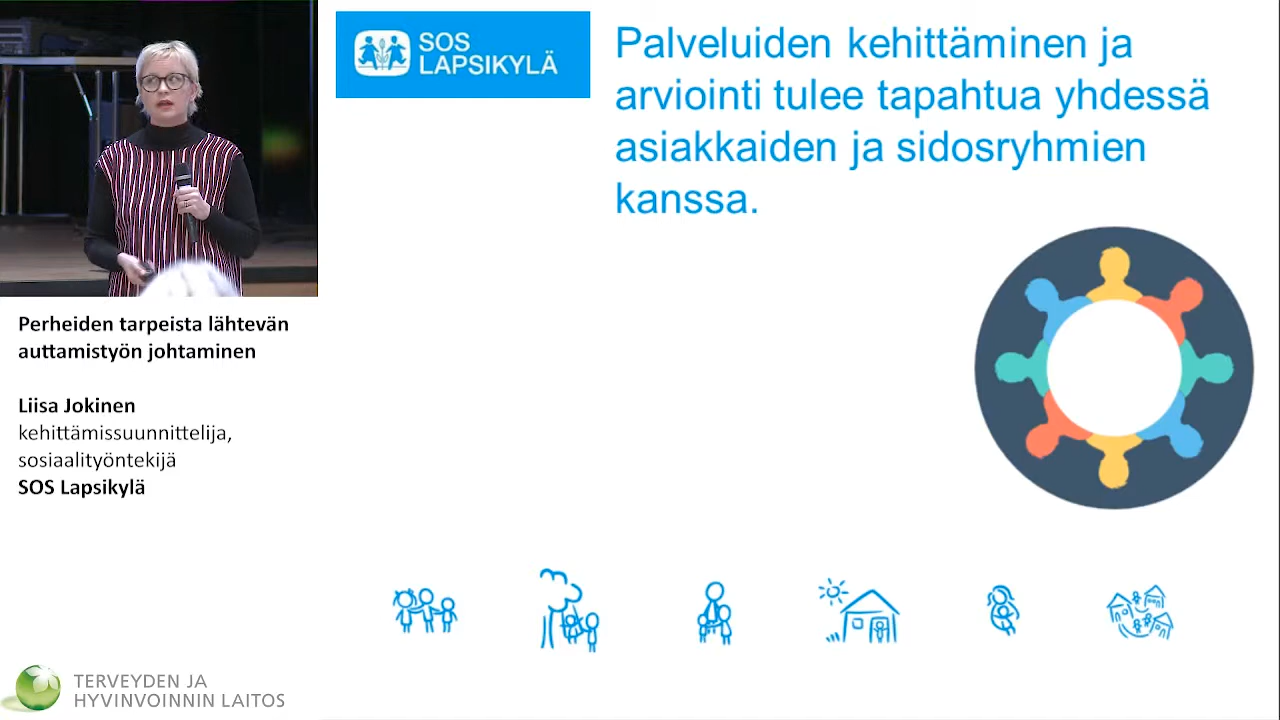 SOS
LAPSIKYLÄ
Palveluiden kehittäminen ja
arviointi tulee tapahtua yhdessä
asiakkaiden ja sidosryhmien
kanssa.
Perheiden tarpeista lähtevän
auttamistyön johtaminen
Liisa Jokinen
kehittämissuunnittelija,
sosiaalityöntekijä
SOS Lapsikylä
TERVEYDEN JA
HYVINVOINNIN LAITOS